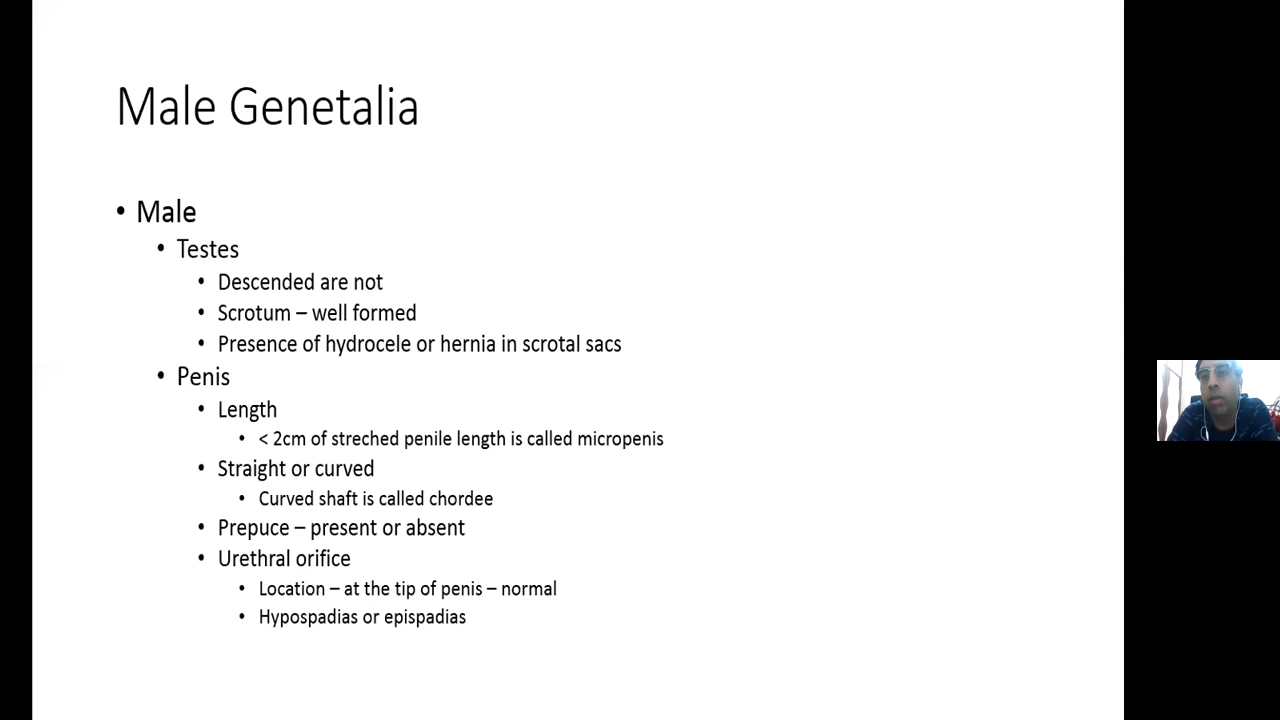 Male Genetalia
• Male
• Testes
• Descended are not
• Scrotum – well formed
• Presence of hydrocele or hernia in scrotal sacs
• Penis
• Length
• < 2cm of streched penile length is called micropenis
• Straight or curved
• Curved shaft is called chordee
• Prepuce – present or absent
• Urethral orifice
• Location – at the tip of penis – normal
• Hypospadias or epispadias